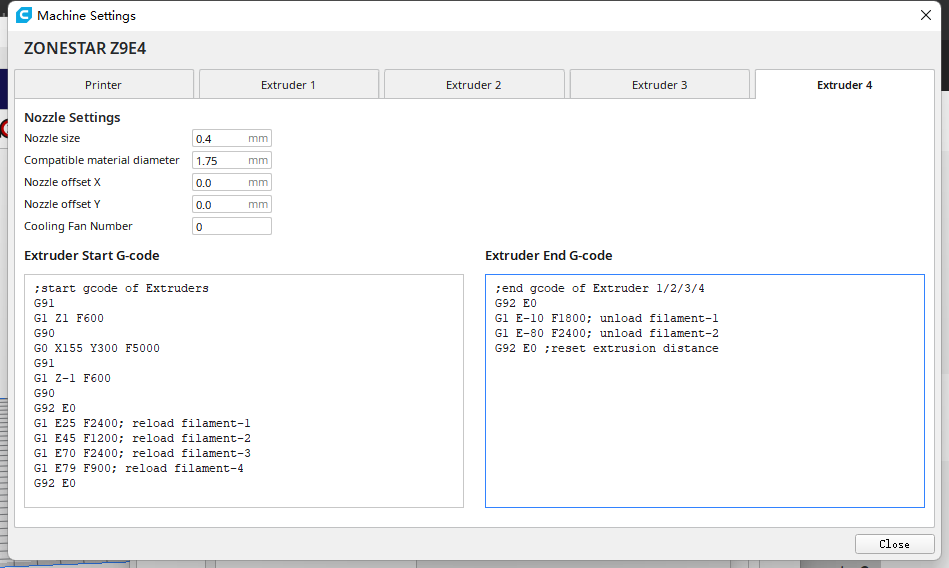 Machine Settings
ZONESTAR Z9E4
Printer
Extruder 1
Extruder 2
Extruder 3
Extruder 4
Nozzle Settings
Nozzle size 0.4 mm
Compatible material diameter 1.75 mm
Nozzle offset X 0.0 mm
Nozzle offset Y 0.0 mm
Cooling Fan Number 0
Extruder Start G-code
;start gcode of Extruders
G91
G1 Z1 F600
G90
G0 X155 Y300 F5000
G91
G1 Z-1 F600
G90
G92 E0
G1 E25 F2400; reload filament-1
G1 E45 F1200; reload filament-2
G1 E70 F2400; reload filament-3
G1 E79 F900; reload filament-4
G92 E0
Extruder End G-code
;end gcode of Extruder 1/2/3/4
G92 E0
G1 E-10 F1800; unload filament-1
G1 E-80 F2400; unload filament-2
G92 E0 ;reset extrusion distance
Close